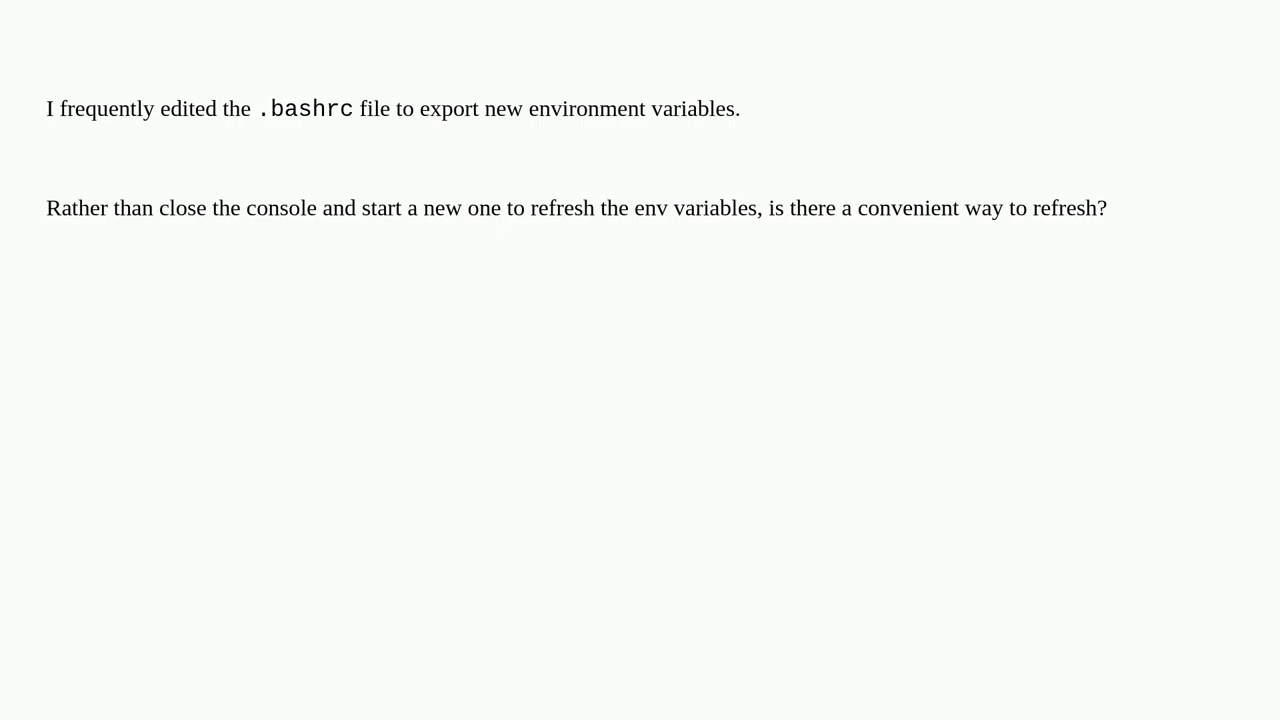 I frequently edited the .bashrc file to export new environment variables.
Rather than close the console and start a new one to refresh the env variables, is there a convenient way to refresh?